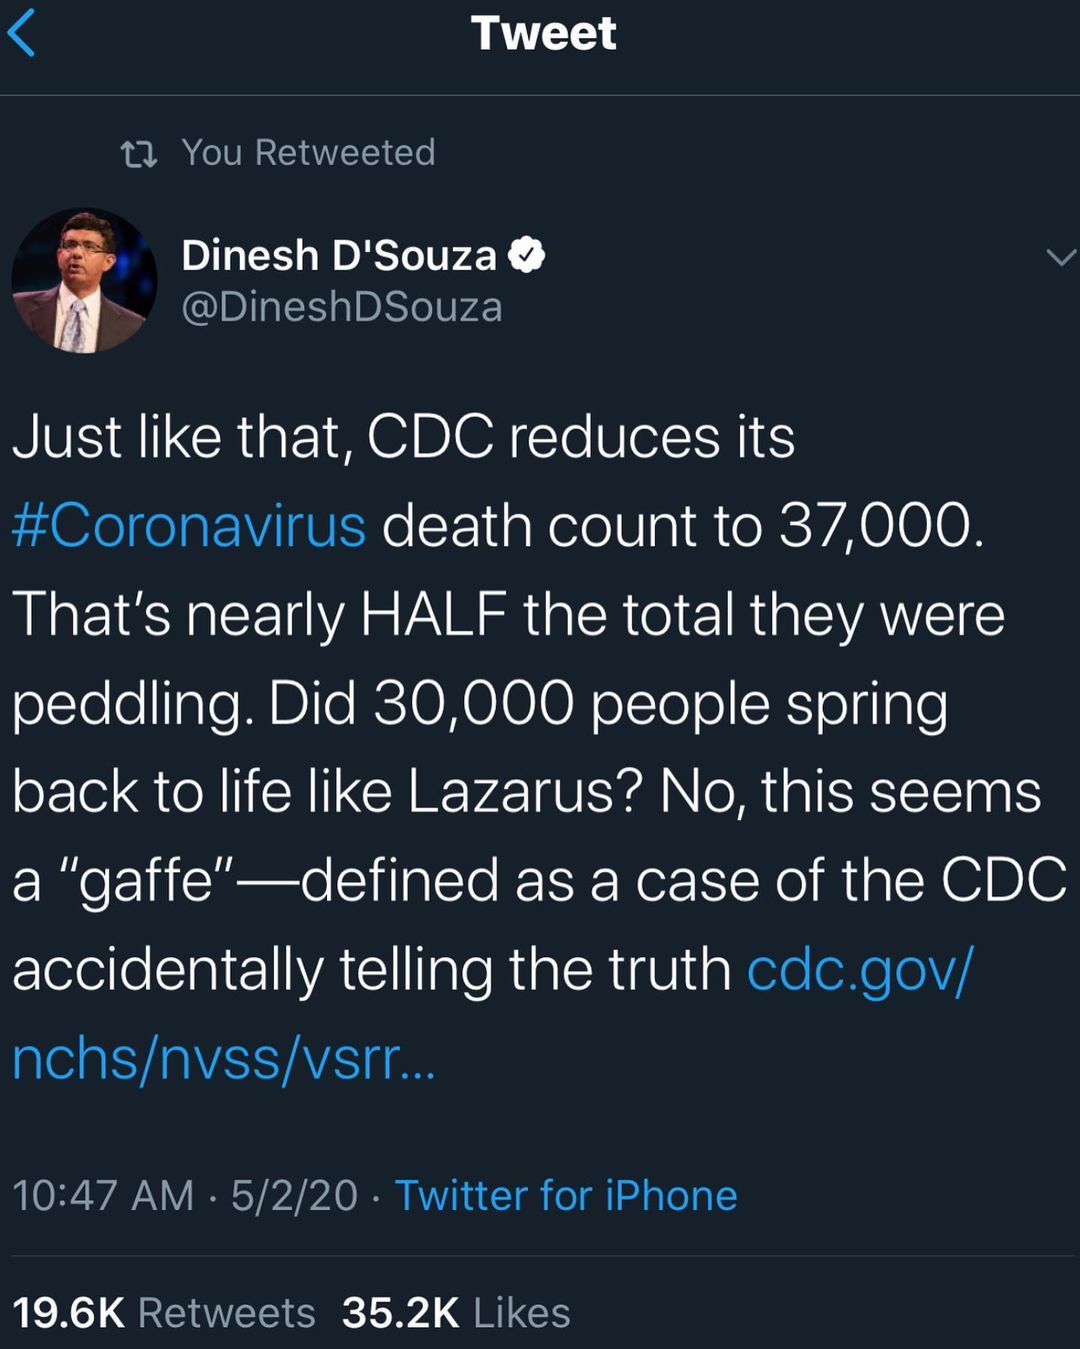 Tweet
You Retweeted
Dinesh D'Souza
@DineshDSouza
Just like that, CDC reduces its
#Coronavirus death count to 37,000.
That’s nearly HALF the total they were
peddling. Did 30,000 people spring
back to life like Lazarus? No, this seems
a “gaffe”—defined as a case of the CDC
accidentally telling the truth cdc.gov/
nchs/nvss/vsrr…
10:47 AM · 5/2/20 · Twitter for iPhone
19.6K Retweets 35.2K Likes